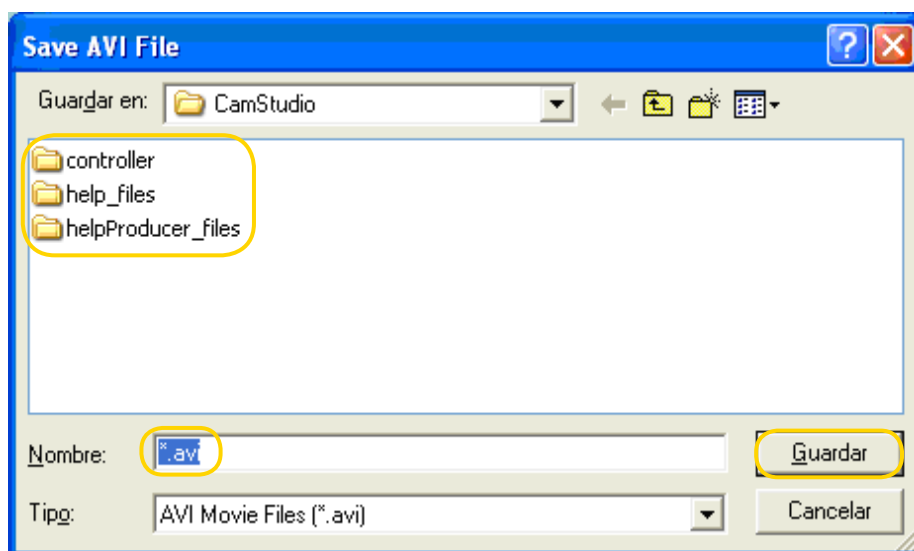 Save AVI File
Guardar en: CamStudio
controller
help_files
helpProducer_files
Nombre: *.avi Guardar
Tipo: AVI Movie Files (*.avi) Cancelar